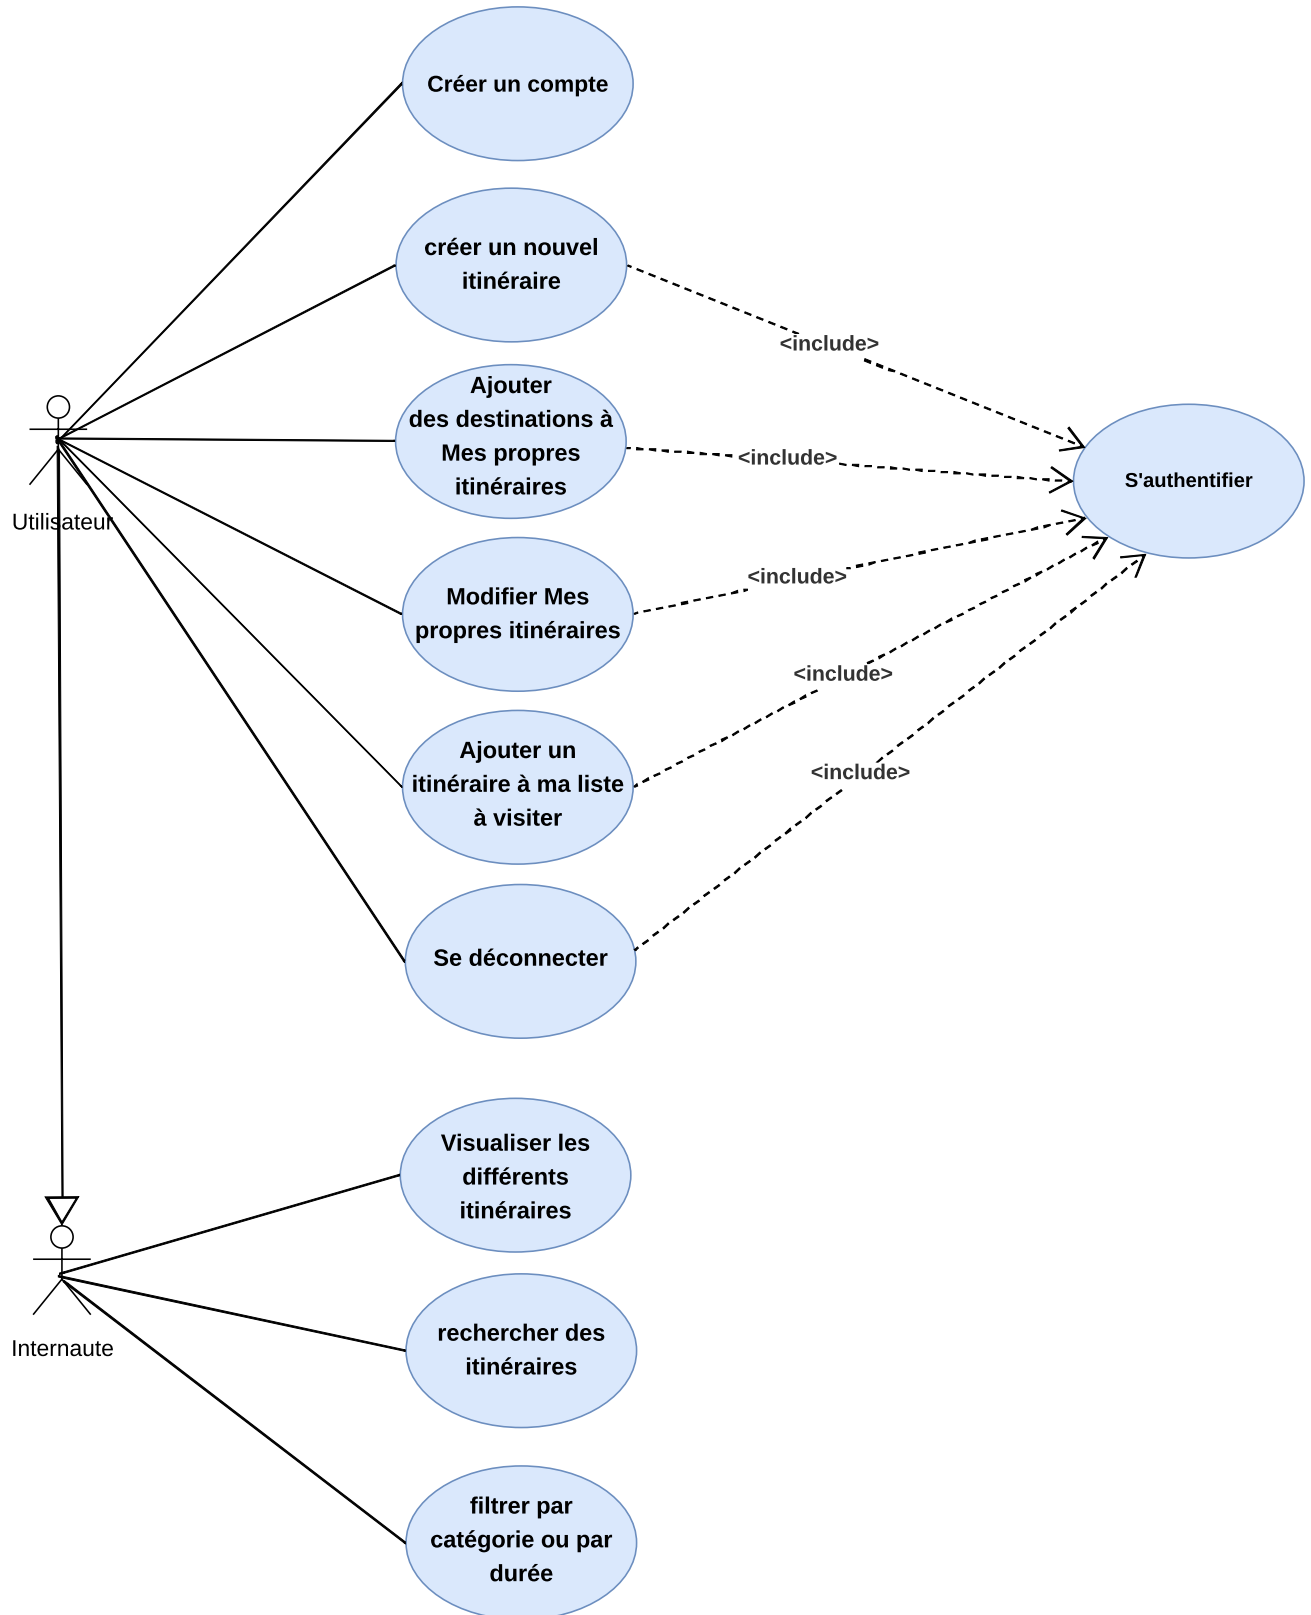 Créer un compte
créer un nouvel
itinéraire
<include>
Ajouter
des destinations à
Mes propres
itinéraires
<include>
S'authentifier
Utilisateur
Modifier Mes
propres itinéraires
<include>
<include>
Ajouter un
itinéraire à ma liste
à visiter
<include>
Se déconnecter
Visualiser les
différents
itinéraires
Internaute
rechercher des
itinéraires
filtrer par
catégorie ou par
durée